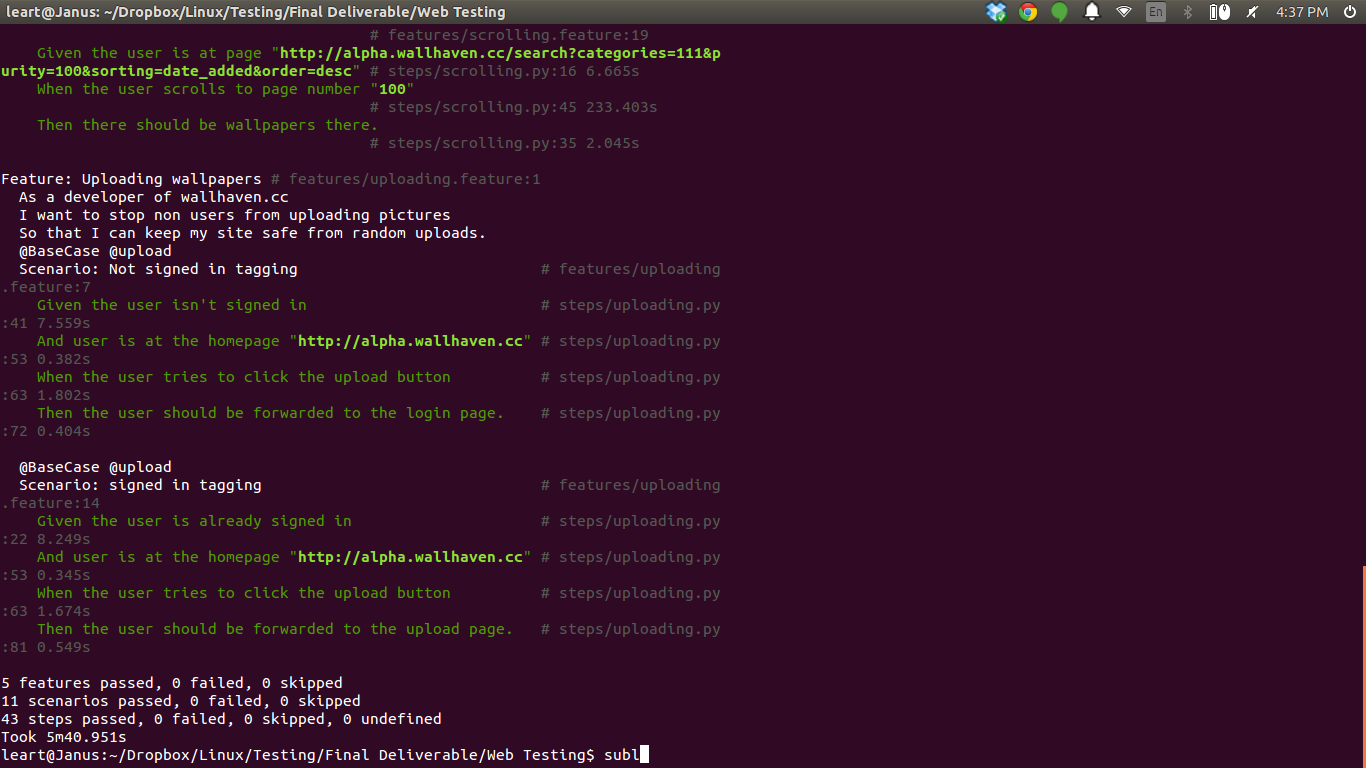 leart@Janus: ~/Dropbox/Linux/Testing/Final Deliverable/Web Testing
En
4:37 PM
# features/scrolling.feature:19
Given the user is at page "http://alpha.wallhaven.cc/search?categories=111&p
urity=100&sorting=date_added&order=desc" # steps/scrolling.py:16 6.665s
When the user scrolls to page number "100"
# steps/scrolling.py:45 233.403s
Then there should be wallpapers there.
# steps/scrolling.py:35 2.045s
Feature: Uploading wallpapers # features/uploading.feature:1
As a developer of wallhaven.cc
I want to stop non users from uploading pictures
So that I can keep my site safe from random uploads.
@BaseCase @upload
Scenario: Not signed in tagging # features/uploading
.feature:7
Given the user isn't signed in # steps/uploading.py
:41 7.559s
And user is at the homepage "http://alpha.wallhaven.cc" # steps/uploading.py
:53 0.382s
When the user tries to click the upload button # steps/uploading.py
:63 1.802s
Then the user should be forwarded to the login page. # steps/uploading.py
:72 0.404s
@BaseCase @upload
Scenario: signed in tagging # features/uploading
.feature:14
Given the user is already signed in # steps/uploading.py
:22 8.249s
And user is at the homepage "http://alpha.wallhaven.cc" # steps/uploading.py
:53 0.345s
When the user tries to click the upload button # steps/uploading.py
:63 1.674s
Then the user should be forwarded to the upload page. # steps/uploading.py
:81 0.549s
5 features passed, 0 failed, 0 skipped
11 scenarios passed, 0 failed, 0 skipped
43 steps passed, 0 failed, 0 skipped, 0 undefined
Took 5m40.951s
leart@Janus:~/Dropbox/Linux/Testing/Final Deliverable/Web Testing$ subl